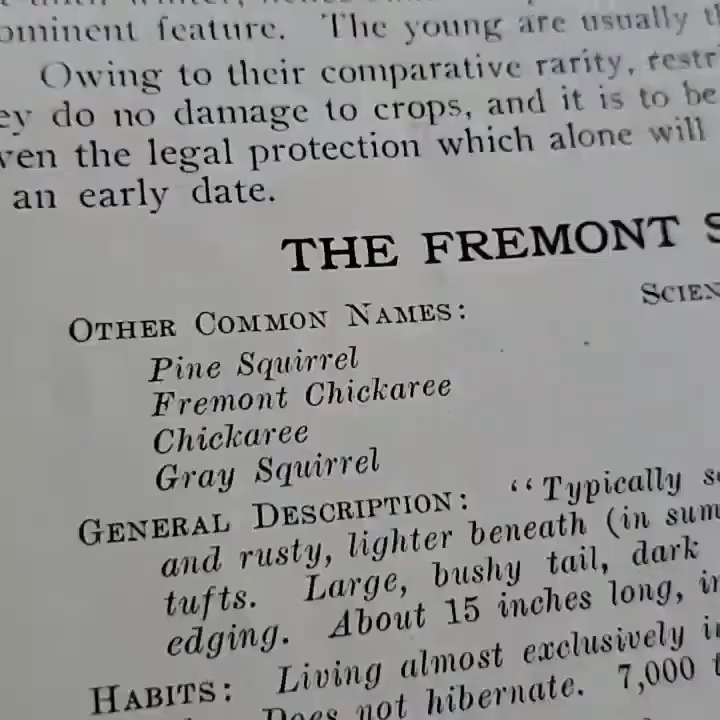 ominent feature. The young are usually
Owing to their comparative rarity, restr
ey do no damage to crops, and it is to be
ven the legal protection which alone will
an early date.
THE FREMONT S
SCIEN
OTHER COMMON NAMES:
Pine Squirrel
Fremont Chickaree
Chickaree
Gray Squirrel
GENERAL DESCRIPTION: "Typically s
and rusty, lighter beneath (in sum
tufts. Large, bushy tail, dark
edging. About 15 inches long, in
HABITS: Living almost exclusively i
Does not hibernate. 7,000 t